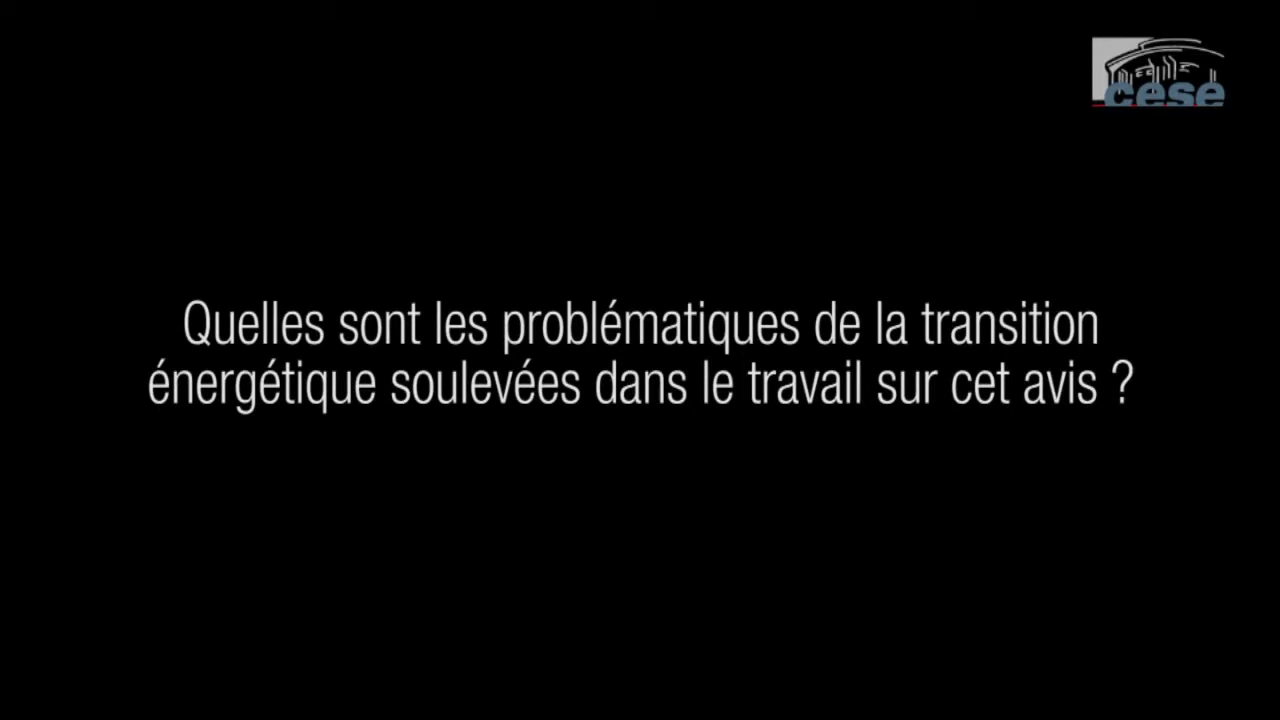 cese
Quelles sont les problématiques de la transition
énergétique soulevées dans le travail sur cet avis ?